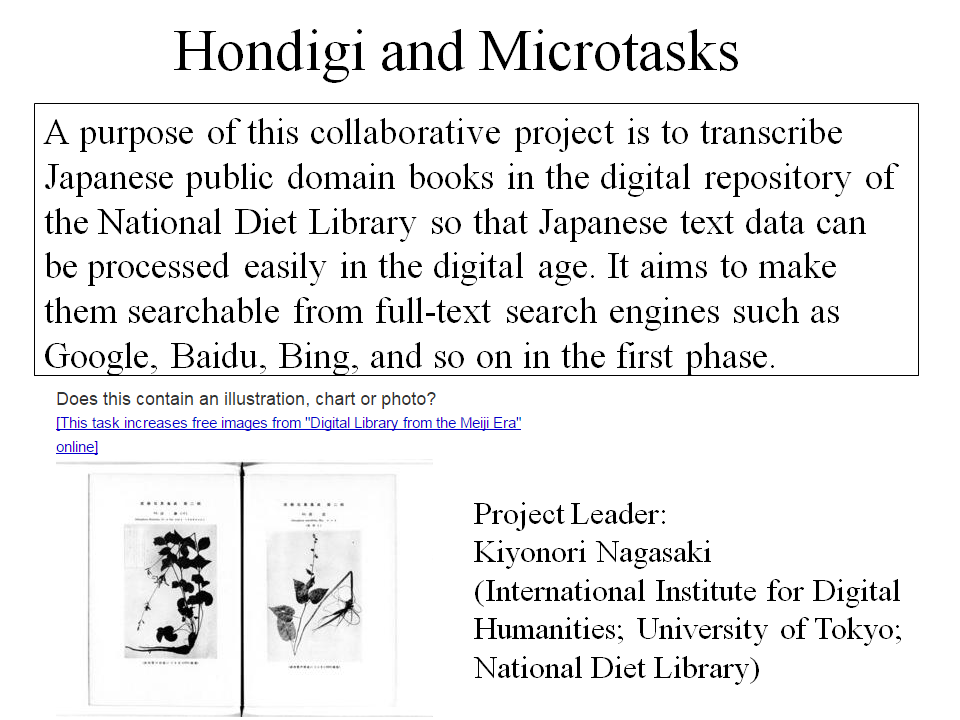 Hondigi and Microtasks
A purpose of this collaborative project is to transcribe
Japanese public domain books in the digital repository of
the National Diet Library so that Japanese text data can
be processed easily in the digital age. It aims to make
them searchable from full-text search engines such as
Google, Baidu, Bing, and so on in the first phase.
Does this contain an illustration, chart or photo?
[This task increases free images from "Digital Library from the Meiji Era"
online]
Project Leader:
Kiyonori Nagasaki
(International Institute for Digital
Humanities; University of Tokyo;
National Diet Library)